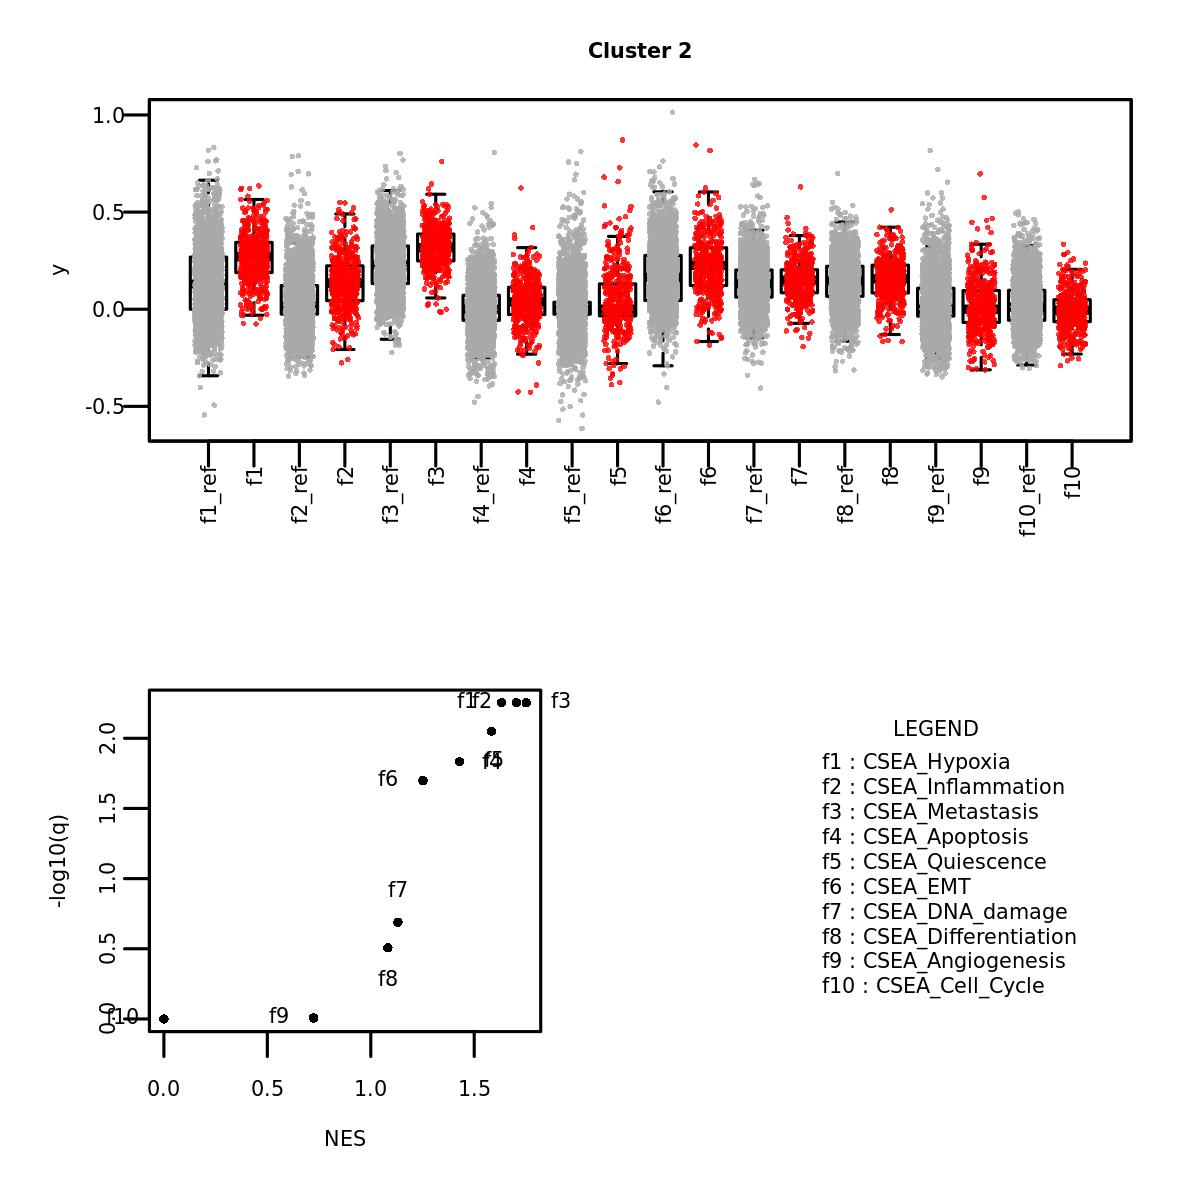 Cluster 2
y
1.0
0.5
0.0
-0.5
f1_ref
f1
f2_ref
f2
f3_ref
f3
f4_ref
f4
f5_ref
f5
f6_ref
f6
f7_ref
f7
f8_ref
f8
f9_ref
f9
f10_ref
f10
-log10(q)
2.0
1.5
1.0
0.5
0.0
f1
f2
f3
f4
f5
f6
f7
f8
f9
f10
0.0
0.5
1.0
1.5
NES
LEGEND
f1 : CSEA_Hypoxia
f2 : CSEA_Inflammation
f3 : CSEA_Metastasis
f4 : CSEA_Apoptosis
f5 : CSEA_Quiescence
f6 : CSEA_EMT
f7 : CSEA_DNA_damage
f8 : CSEA_Differentiation
f9 : CSEA_Angiogenesis
f10 : CSEA_Cell_Cycle